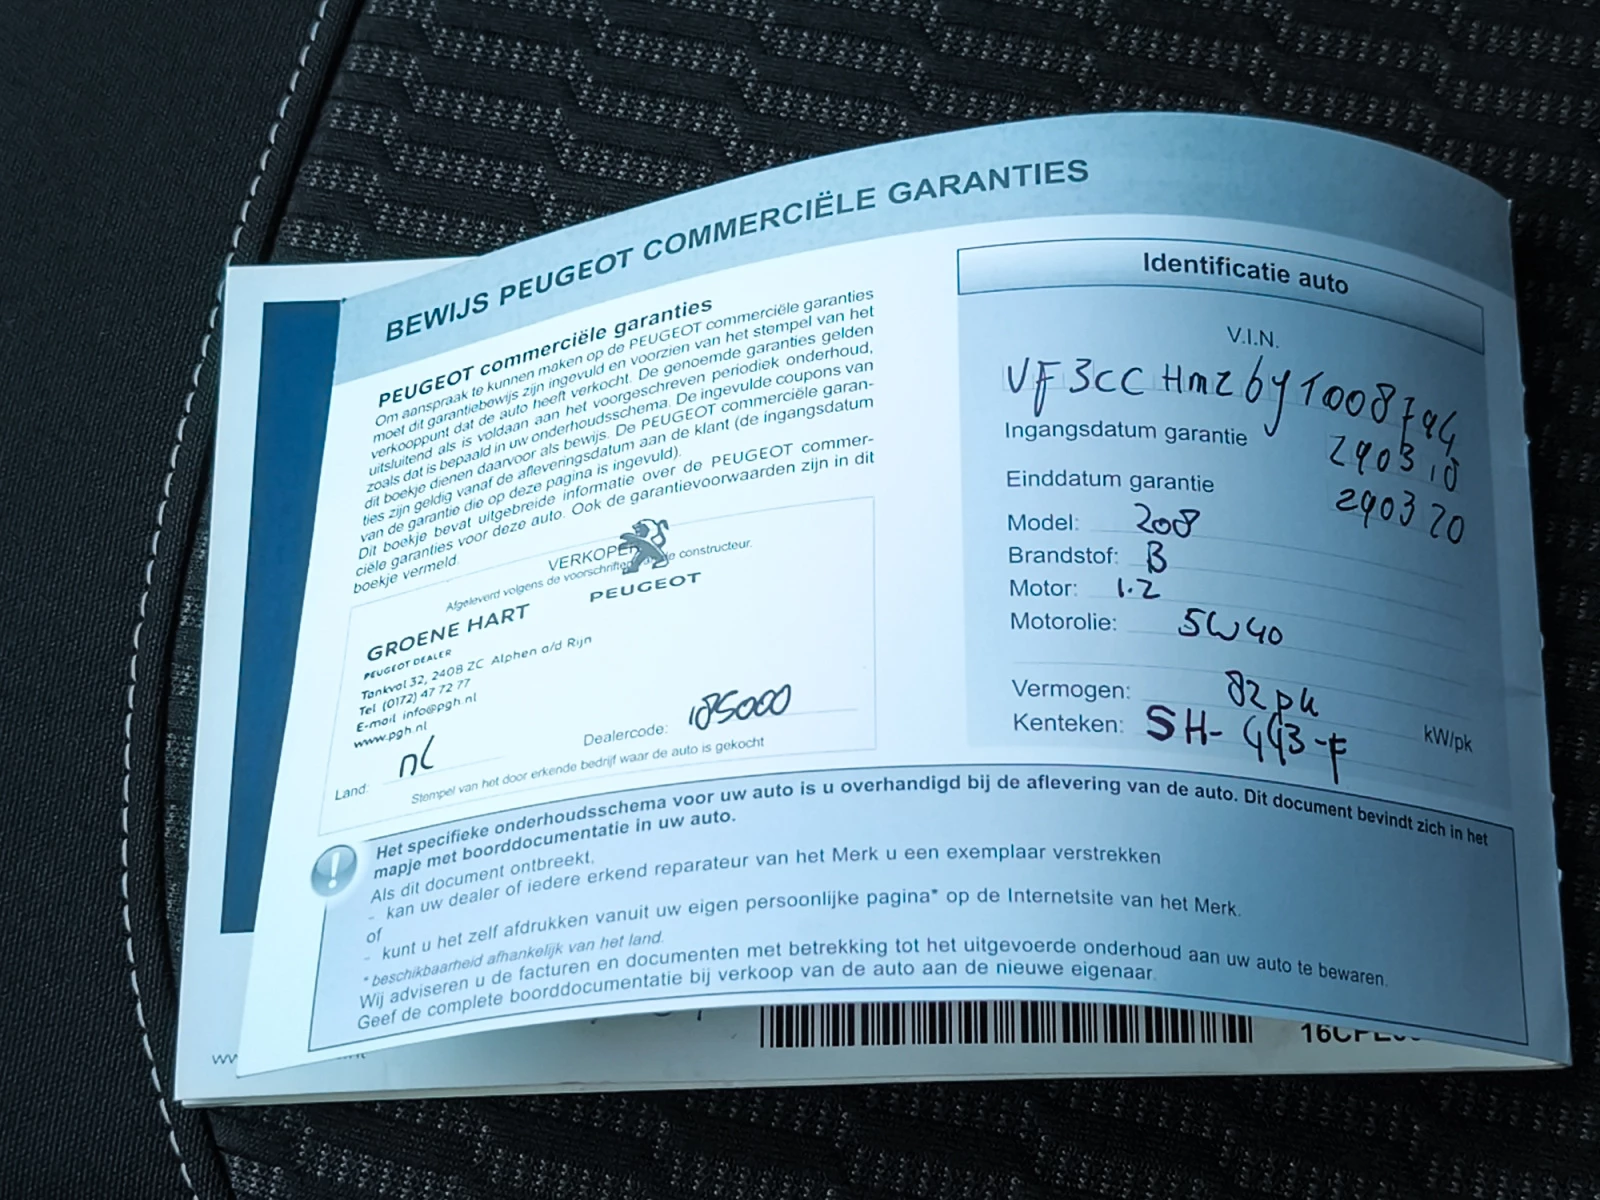 BEWIJS PEUGEOT COMMERCIËLE GARANTIES
PEUGEOT commerciële garanties
Om aanspraak te kunnen maken op de PEUGEOT commerciële garanties
moet dit garantiebewijs zijn ingevuld en voorzien van het stempel van het
verkooppunt dat de auto heeft verkocht. De genoemde garanties gelden
uitsluitend als is voldaan aan het voorgeschreven periodiek onderhoud,
zoals dat is bepaald in uw onderhoudsschema. De ingevulde coupons van
dit boekje dienen daarvoor als bewijs. De PEUGEOT commerciële garan-
ties zijn geldig vanaf de afleveringsdatum aan de klant (de ingangsdatum
van de garantie die op deze pagina is ingevuld).
Dit boekje bevat uitgebreide informatie over de PEUGEOT commer-
ciële garanties voor deze auto. Ook de garantievoorwaarden zijn in dit
boekje vermeld.
Afgeleverd volgens de voorschriften constructeur.
PEUGEOT
GROENE HART
PEUGEOT DEALER
Tankval 32, 2408 ZC Alphen a/d Rijn
Tel (0172) 47 72 77
E-mail info@pgh.nl
www.pgh.nl
Land: nl
Dealercode: 185000
Stempel van het door erkende bedrijf waar de auto is gekocht
Identificatie auto
V.I.N.
VF3CCHmZ6yT008794
Ingangsdatum garantie 290318
Einddatum garantie 290320
Model: 208
Brandstof: B
Motor: 1.2
Motorolie: 5W40
Vermogen: 82pk kW/pk
Kenteken: SH-443-F
Het specifieke onderhoudsschema voor uw auto is u overhandigd bij de aflevering van de auto. Dit document bevindt zich in het
mapje met boorddocumentatie in uw auto.
Als dit document ontbreekt,
- kan uw dealer of iedere erkend reparateur van het Merk u een exemplaar verstrekken
of
- kunt u het zelf afdrukken vanuit uw eigen persoonlijke pagina* op de Internetsite van het Merk.
* beschikbaarheid afhankelijk van het land.
Wij adviseren u de facturen en documenten met betrekking tot het uitgevoerde onderhoud aan uw auto te bewaren.
Geef de complete boorddocumentatie bij verkoop van de auto aan de nieuwe eigenaar.